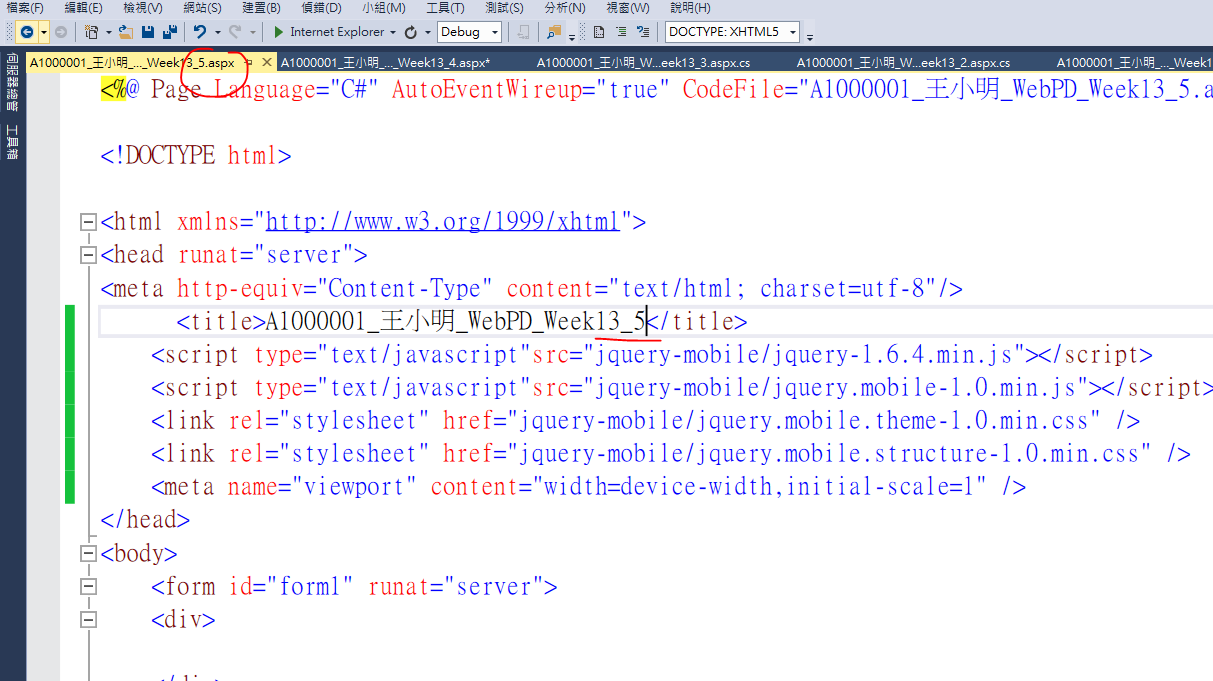 檔案(F) 編輯(E) 檢視(V) 網站(S) 建置(B) 偵錯(D) 小組(M) 工具(T) 測試(S) 分析(N) 視窗(W) 說明(H)
Internet Explorer Debug DOCTYPE: XHTML5
A1000001_王小明_..._Week13_5.aspx A1000001_王小明_..._Week13_4.aspx* A1000001_王小明_W...eek13_3.aspx.cs A1000001_王小明_W...eek13_2.aspx.cs A1000001_王小明_..._Week1
伺服器總管
工具箱
<%@ Page Language="C#" AutoEventWireup="true" CodeFile="A1000001_王小明_WebPD_Week13_5.a
<!DOCTYPE html>
<html xmlns="http://www.w3.org/1999/xhtml">
<head runat="server">
<meta http-equiv="Content-Type" content="text/html; charset=utf-8"/>
<title>A1000001_王小明_WebPD_Week13_5</title>
<script type="text/javascript"src="jquery-mobile/jquery-1.6.4.min.js"></script>
<script type="text/javascript"src="jquery-mobile/jquery.mobile-1.0.min.js"></script>
<link rel="stylesheet" href="jquery-mobile/jquery.mobile.theme-1.0.min.css" />
<link rel="stylesheet" href="jquery-mobile/jquery.mobile.structure-1.0.min.css" />
<meta name="viewport" content="width=device-width,initial-scale=1" />
</head>
<body>
<form id="form1" runat="server">
<div>